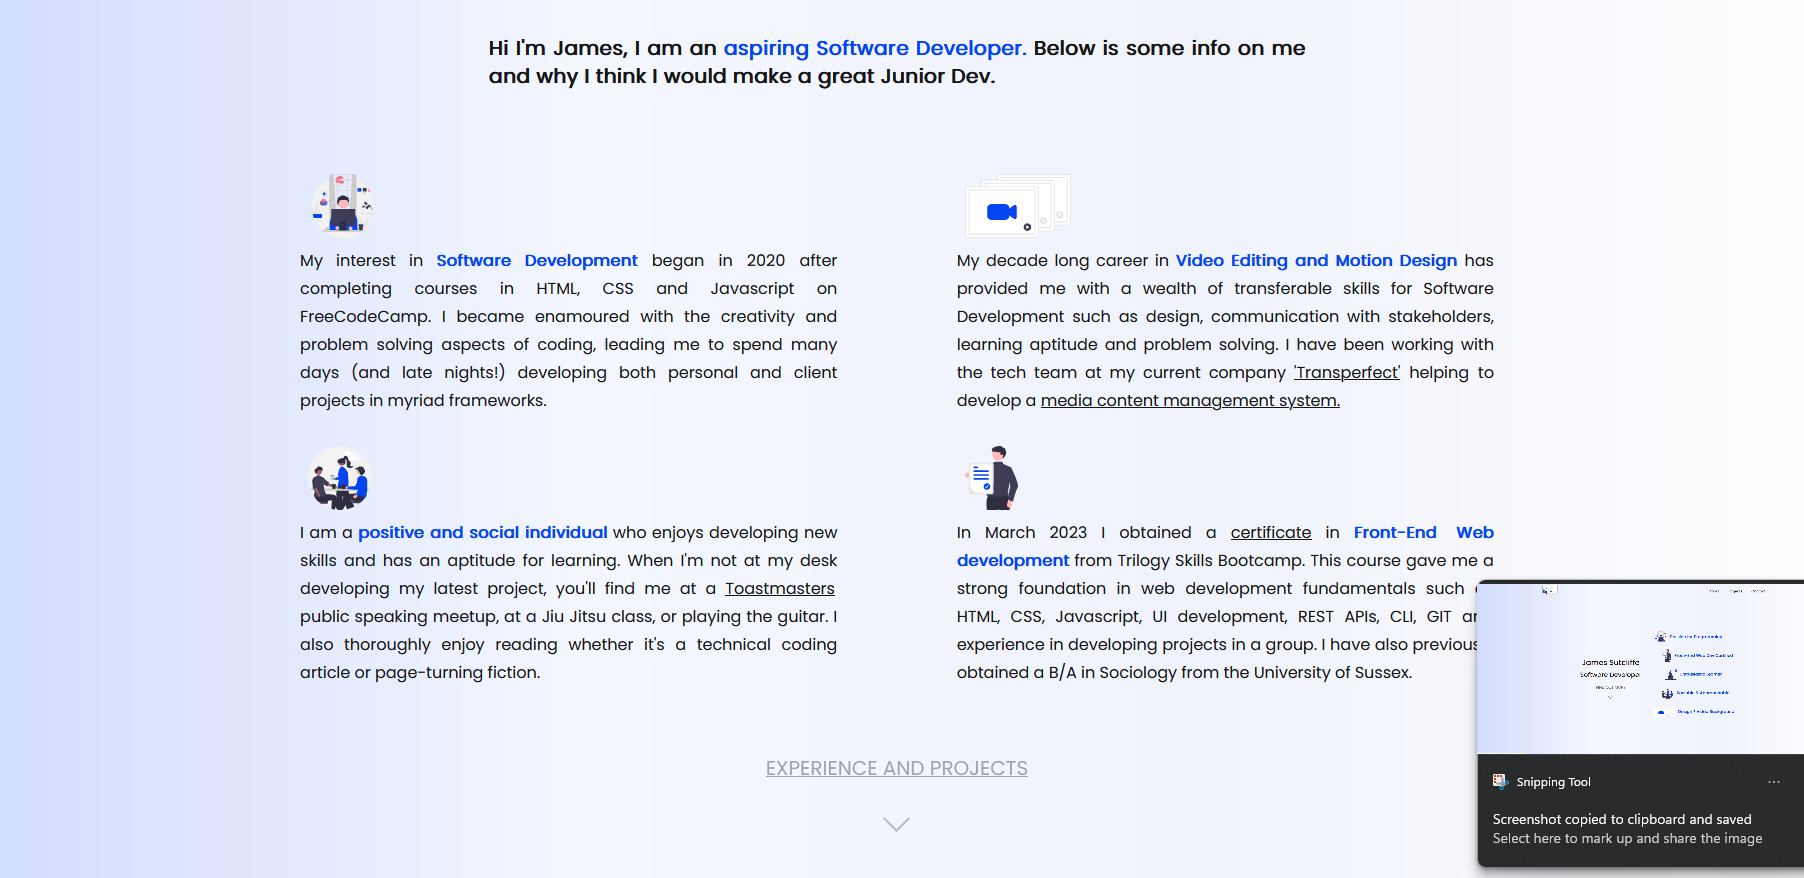 Hi I'm James, I am an aspiring Software Developer. Below is some info on me
and why I think I would make a great Junior Dev.
My interest in Software Development began in 2020 after
completing courses in HTML, CSS and Javascript on
FreeCodeCamp. I became enamoured with the creativity and
problem solving aspects of coding, leading me to spend many
days (and late nights!) developing both personal and client
projects in myriad frameworks.
My decade long career in Video Editing and Motion Design has
provided me with a wealth of transferable skills for Software
Development such as design, communication with stakeholders,
learning aptitude and problem solving. I have been working with
the tech team at my current company 'Transperfect' helping to
develop a media content management system.
I am a positive and social individual who enjoys developing new
skills and has an aptitude for learning. When I'm not at my desk
developing my latest project, you'll find me at a Toastmasters
public speaking meetup, at a Jiu Jitsu class, or playing the guitar. I
also thoroughly enjoy reading whether it's a technical coding
article or page-turning fiction.
In March 2023 I obtained a certificate in Front-End Web
development from Trilogy Skills Bootcamp. This course gave me a
strong foundation in web development fundamentals such
HTML, CSS, Javascript, UI development, REST APIs, CLI, GIT
experience in developing projects in a group. I have also previous
obtained a B/A in Sociology from the University of Sussex.
EXPERIENCE AND PROJECTS
James Sutcliffe
Software Developer
FIND OUT MORE
Snipping Tool
Screenshot copied to clipboard and saved
Select here to mark up and share the image